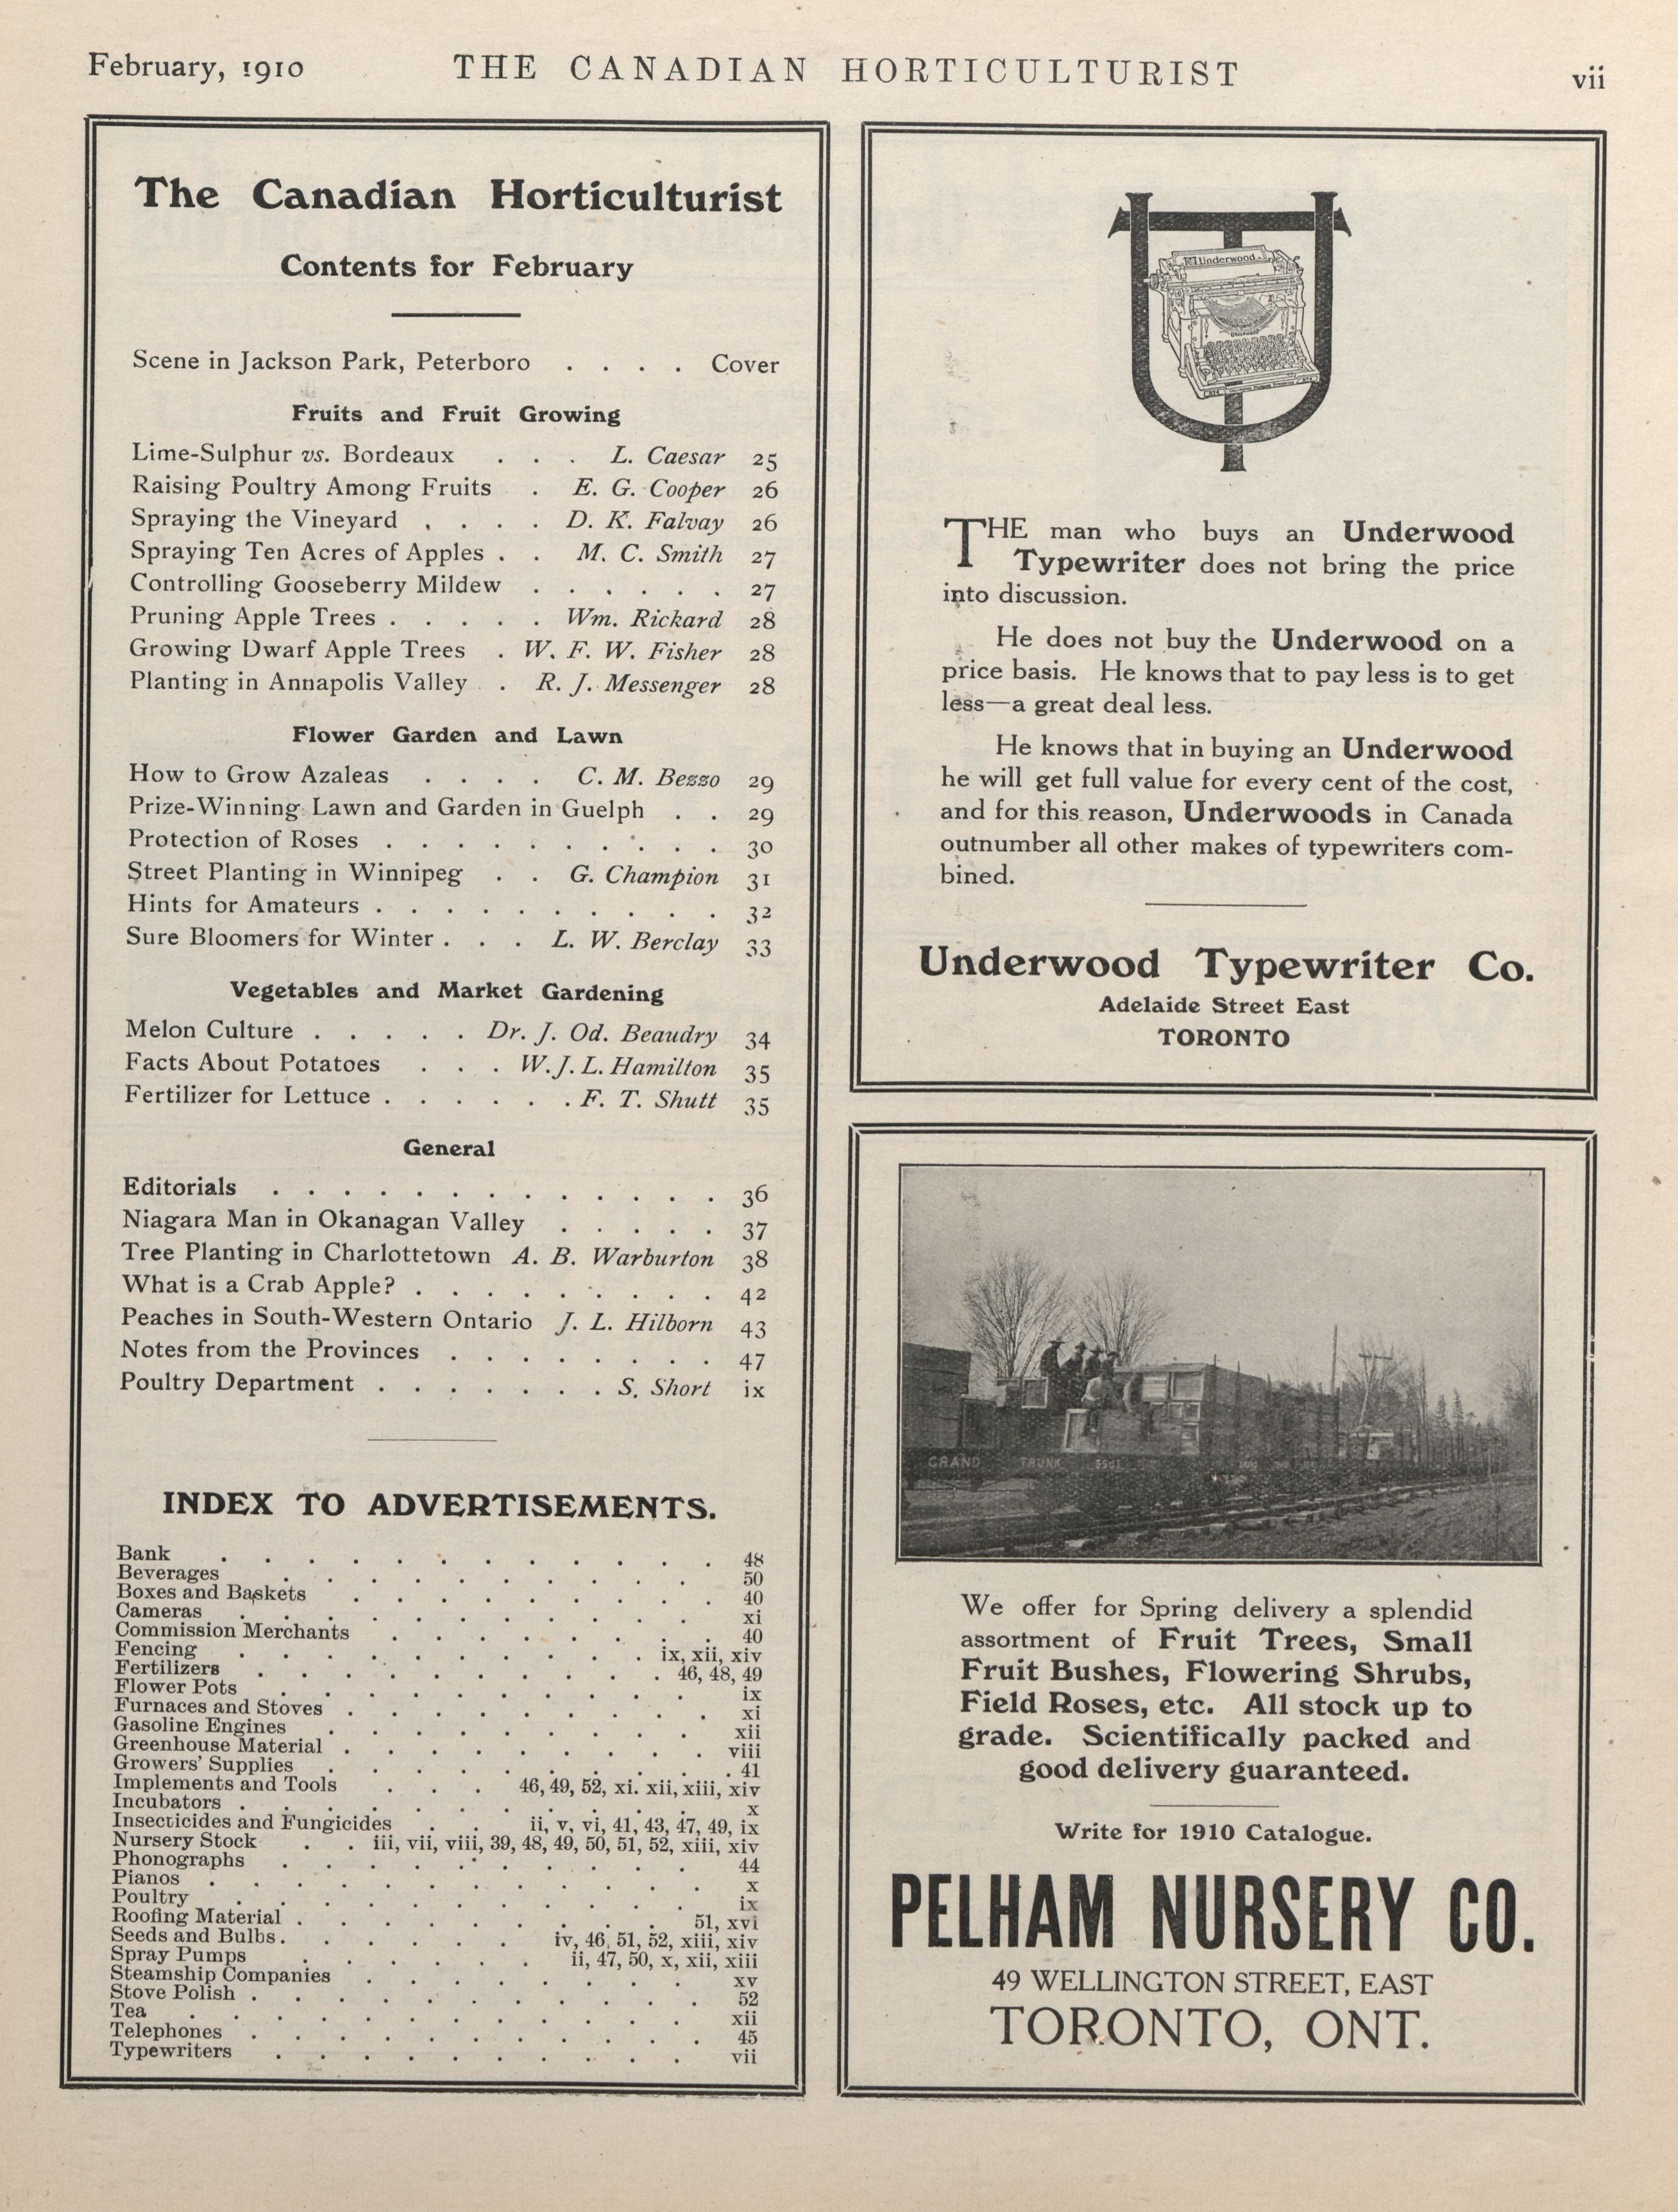 February, 1910 THE CANADIAN HORTICULTURIST vii
The Canadian Horticulturist
Contents for February
Scene in Jackson Park, Peterboro . . . . Cover
Fruits and Fruit Growing
Lime-Sulphur vs. Bordeaux . . . L. Caesar 25
Raising Poultry Among Fruits . E. G. Cooper 26
Spraying the Vineyard . . . . D. K. Falvay 26
Spraying Ten Acres of Apples . . M. C. Smith 27
Controlling Gooseberry Mildew . . . . . . 27
Pruning Apple Trees . . . . . Wm. Rickard 28
Growing Dwarf Apple Trees . W. F. W. Fisher 28
Planting in Annapolis Valley . . R. J. Messenger 28
Flower Garden and Lawn
How to Grow Azaleas . . . . C. M. Bezzo 29
Prize-Winning Lawn and Garden in Guelph . . 29
Protection of Roses . . . . . . . . . . 30
Street Planting in Winnipeg . . G. Champion 31
Hints for Amateurs . . . . . . . . . . 32
Sure Bloomers for Winter . . . L. W. Berclay 33
Vegetables and Market Gardening
Melon Culture . . . . . Dr. J. Od. Beaudry 34
Facts About Potatoes . . . W. J. L. Hamilton 35
Fertilizer for Lettuce . . . . . . F. T. Shutt 35
General
Editorials . . . . . . . . . . . . . 36
Niagara Man in Okanagan Valley . . . . . 37
Tree Planting in Charlottetown A. B. Warburton 38
What is a Crab Apple? . . . . . . . . . 42
Peaches in South-Western Ontario J. L. Hilborn 43
Notes from the Provinces . . . . . . . . 47
Poultry Department . . . . . . . S. Short ix
INDEX TO ADVERTISEMENTS.
Bank . . . . . . . . . . . . 48
Beverages . . . . . . . . . . 50
Boxes and Baskets . . . . . . . . . 40
Cameras . . . . . . . . . . . xi
Commission Merchants . . . . . . . . 40
Fencing . . . . . . . . . . ix, xii, xiv
Fertilizers . . . . . . . . . . 46, 48, 49
Flower Pots . . . . . . . . . . ix
Furnaces and Stoves . . . . . . . . . xi
Gasoline Engines . . . . . . . . . xii
Greenhouse Material . . . . . . . . . viii
Growers' Supplies . . . . . . . . . . 41
Implements and Tools . . . 46, 49, 52, xi. xii, xiii, xiv
Incubators . . . . . . . . . . . x
Insecticides and Fungicides . . ii, v, vi, 41, 43, 47, 49, ix
Nursery Stock . . iii, vii, viii, 39, 48, 49, 50, 51, 52, xiii, xiv
Phonographs . . . . . . . . . . 44
Pianos . . . . . . . . . . . . x
Poultry . . . . . . . . . . . ix
Roofing Material . . . . . . . . . 51, xvi
Seeds and Bulbs . . . . . . iv, 46, 51, 52, xiii, xiv
Spray Pumps . . . . . . ii, 47, 50, x, xii, xiii
Steamship Companies . . . . . . . . xv
Stove Polish . . . . . . . . . . . 52
Tea . . . . . . . . . . . . xii
Telephones . . . . . . . . . . . 45
Typewriters . . . . . . . . . . vii
Underwood
THE man who buys an Underwood
Typewriter does not bring the price
into discussion.
He does not buy the Underwood on a
price basis. He knows that to pay less is to get
less—a great deal less.
He knows that in buying an Underwood
he will get full value for every cent of the cost,
and for this reason, Underwoods in Canada
outnumber all other makes of typewriters com-
bined.
Underwood Typewriter Co.
Adelaide Street East
TORONTO
GRAND TRUNK
We offer for Spring delivery a splendid
assortment of Fruit Trees, Small
Fruit Bushes, Flowering Shrubs,
Field Roses, etc. All stock up to
grade. Scientifically packed and
good delivery guaranteed.
Write for 1910 Catalogue.
PELHAM NURSERY CO.
49 WELLINGTON STREET, EAST
TORONTO, ONT.